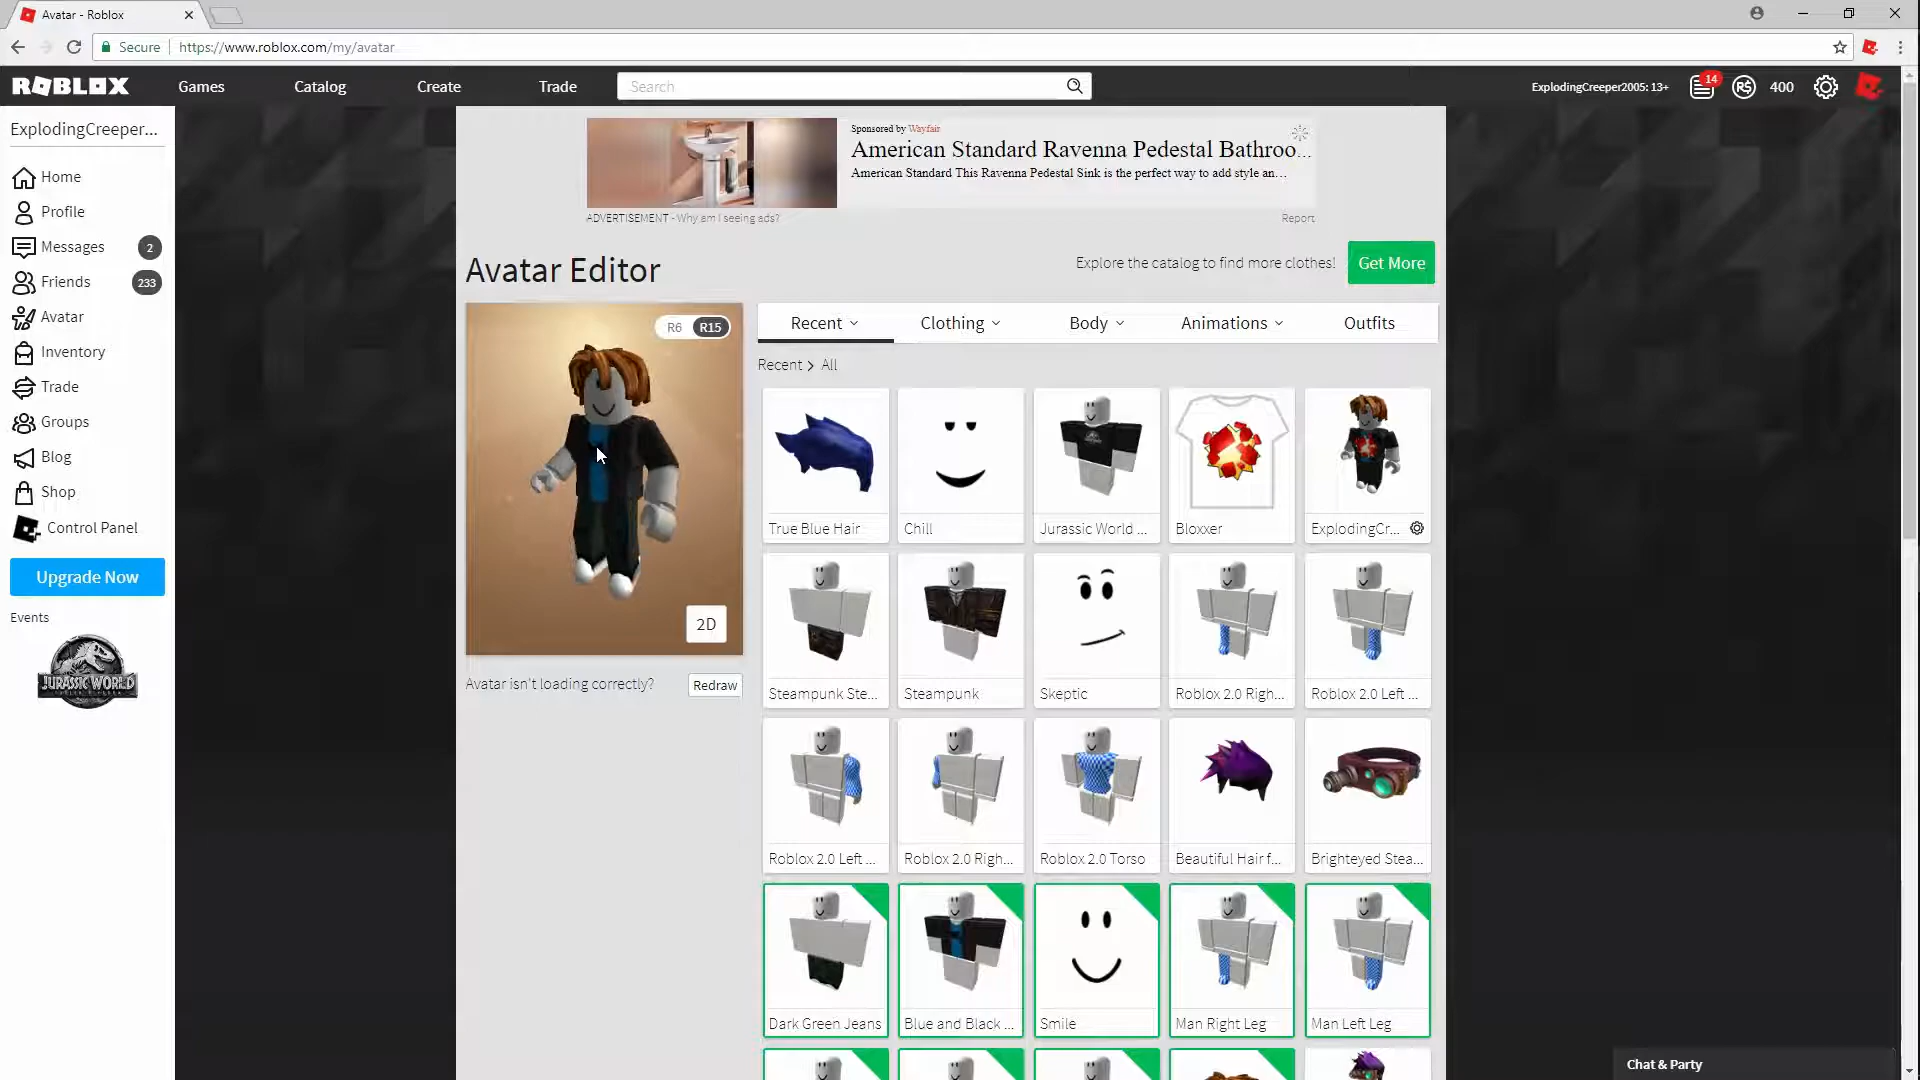 Avatar - Roblox
Secure
https://www.roblox.com/my/avatar
ROBLOX
Games
Catalog
Create
Trade
Search
ExplodingCreeper2005: 13+
14
R$
400
ExplodingCreeper...
Home
Profile
Messages
2
Friends
233
Avatar
Inventory
Trade
Groups
Blog
Shop
Control Panel
Upgrade Now
Events
JURASSIC WORLD
Sponsored by Wayfair
American Standard Ravenna Pedestal Bathroo...
American Standard This Ravenna Pedestal Sink is the perfect way to add style an...
ADVERTISEMENT - Why am I seeing ads?
Report
Avatar Editor
Explore the catalog to find more clothes!
Get More
R6
R15
2D
Avatar isn't loading correctly?
Redraw
Recent
Clothing
Body
Animations
Outfits
Recent > All
True Blue Hair
Chill
Jurassic World ...
Bloxxer
ExplodingCr...
Steampunk Ste...
Steampunk
Skeptic
Roblox 2.0 Righ...
Roblox 2.0 Left ...
Roblox 2.0 Left ...
Roblox 2.0 Righ...
Roblox 2.0 Torso
Beautiful Hair f...
Brighteyed Stea...
Dark Green Jeans
Blue and Black ...
Smile
Man Right Leg
Man Left Leg
Chat & Party